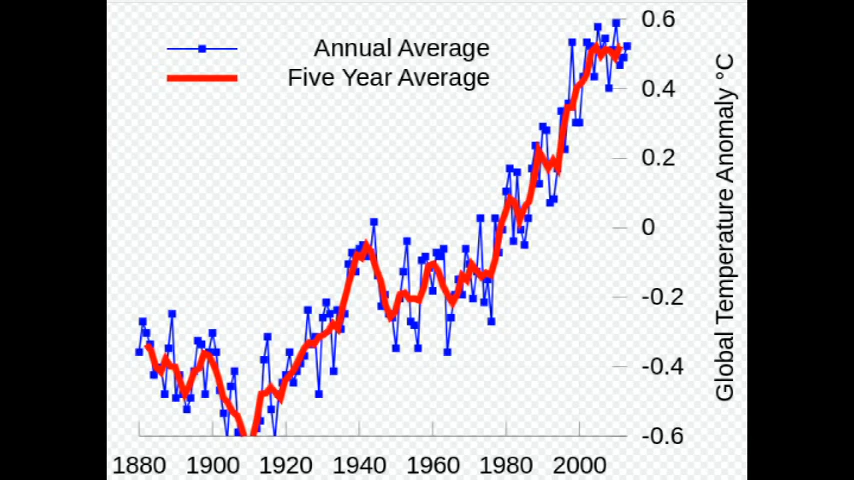 Annual Average
Five Year Average
0.6
0.4
0.2
0
-0.2
-0.4
-0.6
Global Temperature Anomaly °C
1880 1900 1920 1940 1960 1980 2000